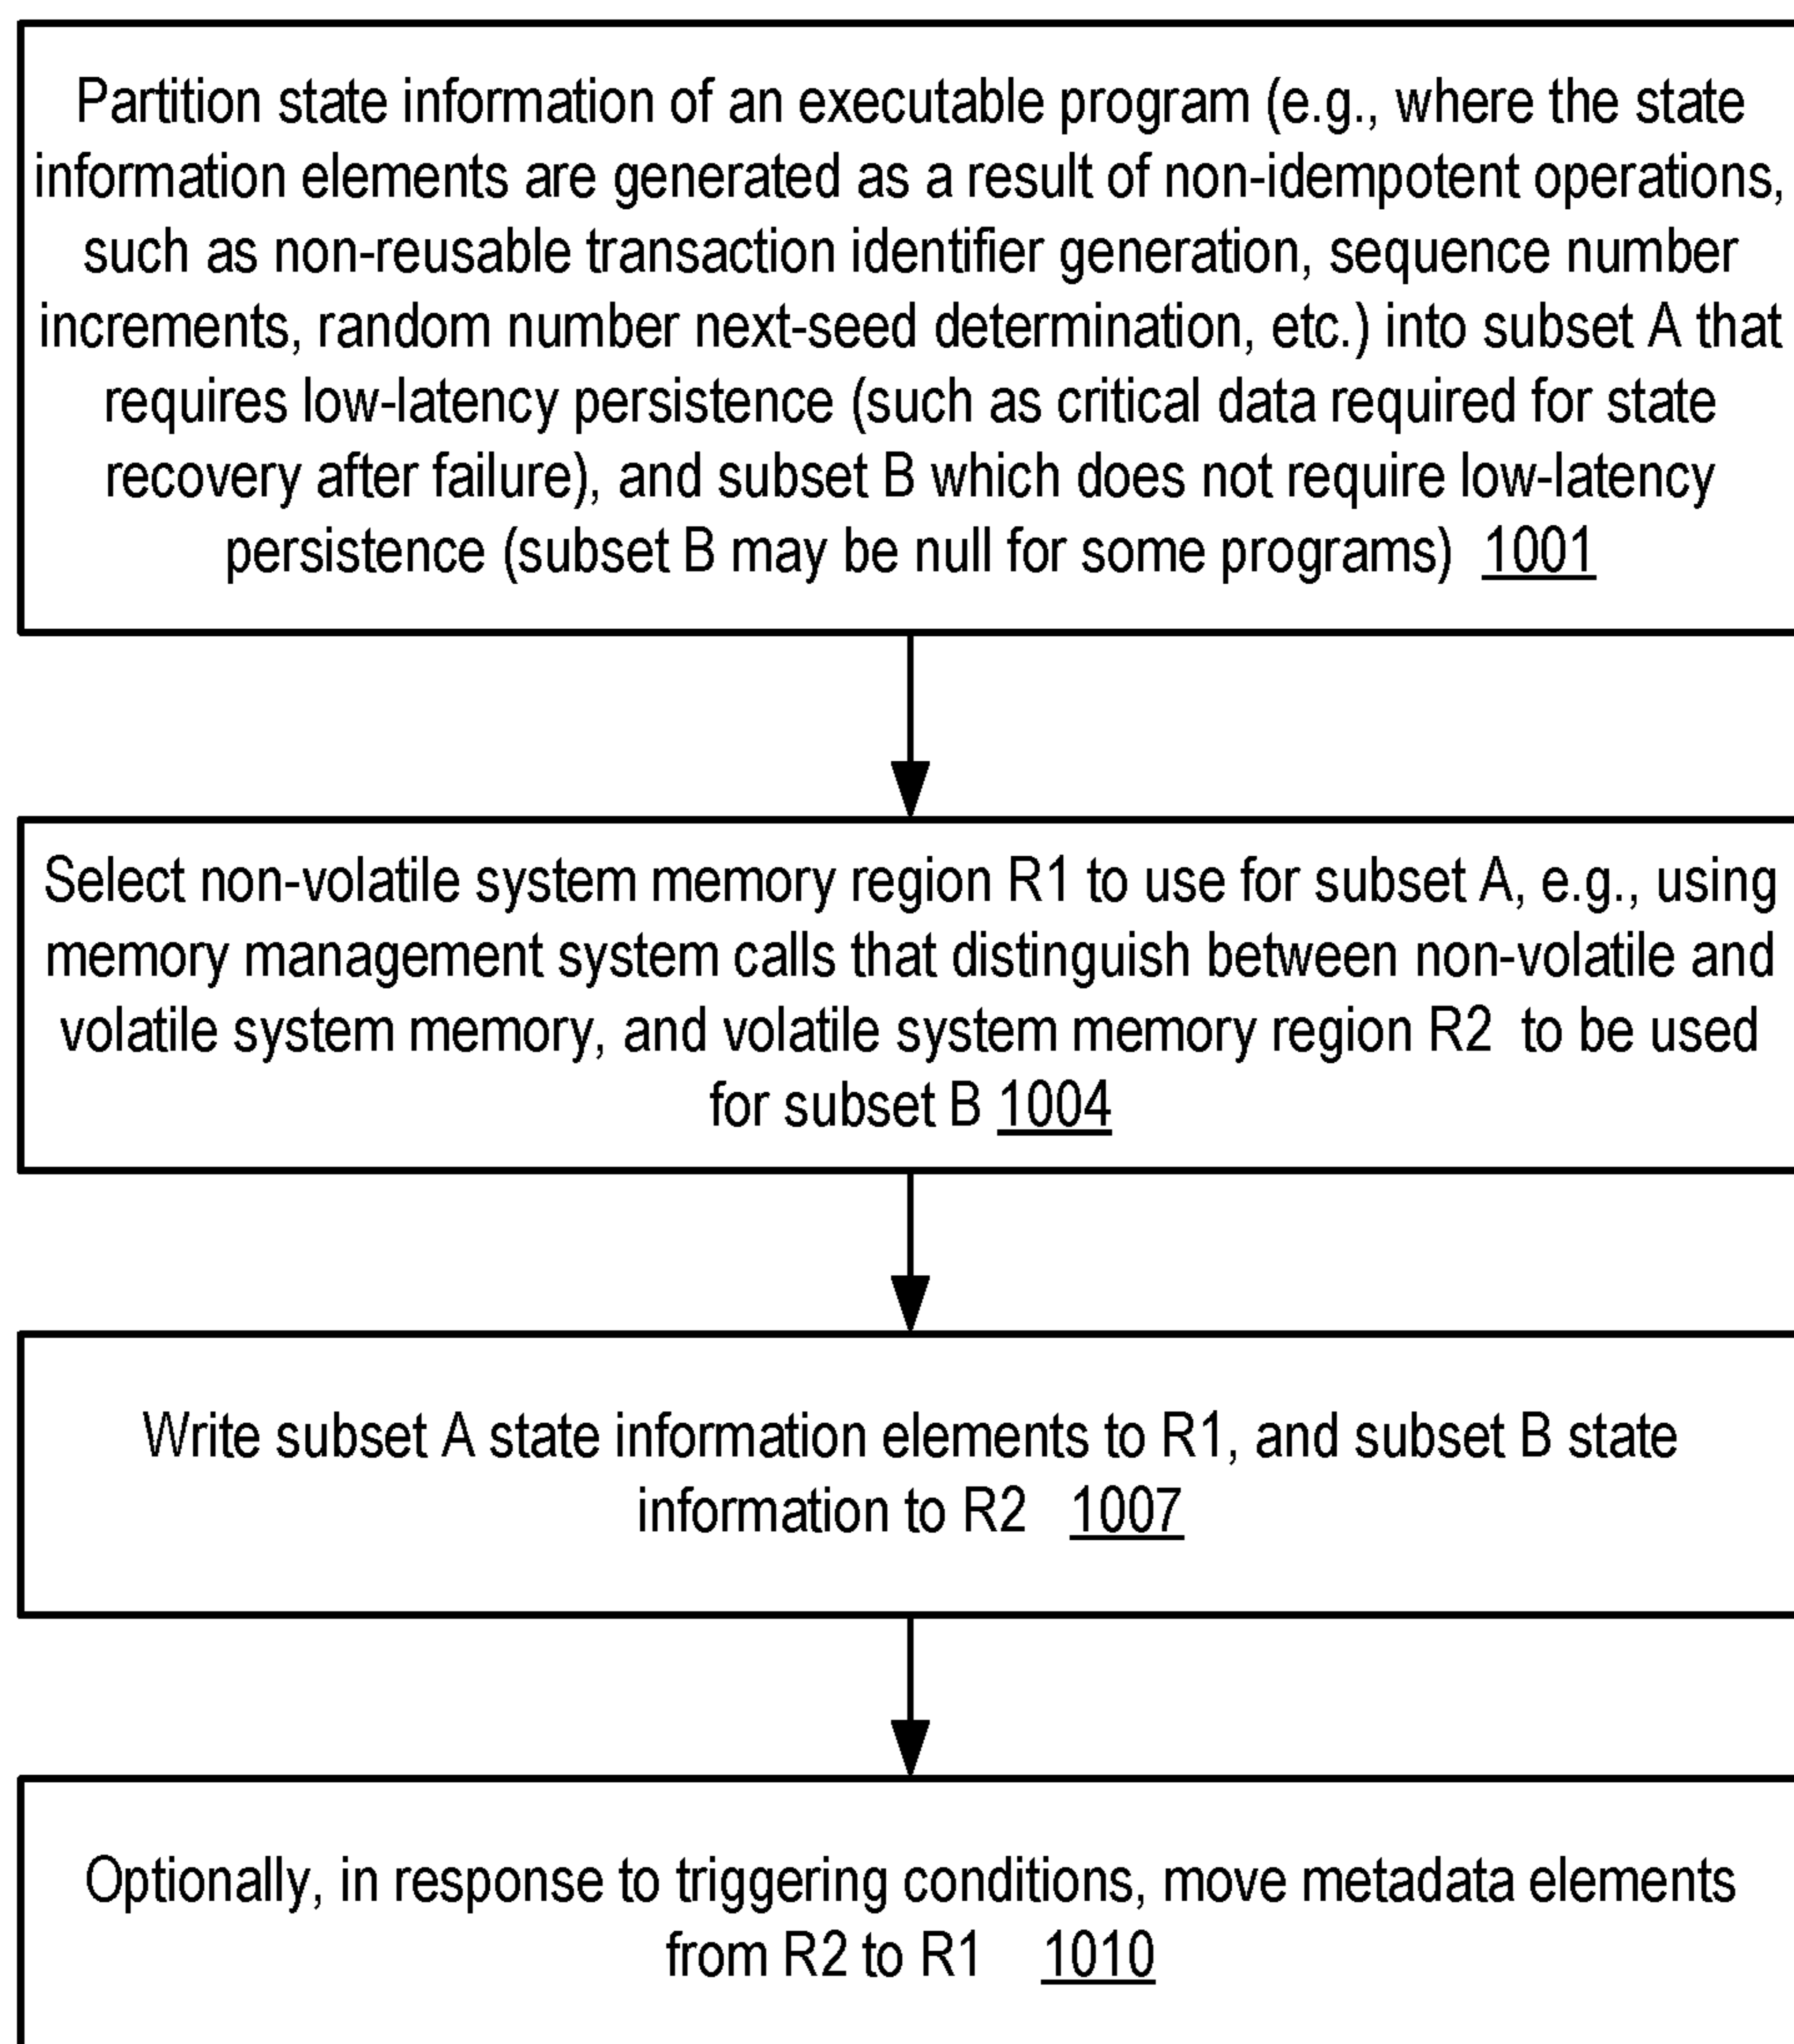 Partition state information of an executable program (e.g., where the state
information elements are generated as a result of non-idempotent operations,
such as non-reusable transaction identifier generation, sequence number
increments, random number next-seed determination, etc.) into subset A that
requires low-latency persistence (such as critical data required for state
recovery after failure), and subset B which does not require low-latency
persistence (subset B may be null for some programs) 1001
Select non-volatile system memory region R1 to use for subset A, e.g., using
memory management system calls that distinguish between non-volatile and
volatile system memory, and volatile system memory region R2 to be used
for subset B 1004
Write subset A state information elements to R1, and subset B state
information to R2 1007
Optionally, in response to triggering conditions, move metadata elements
from R2 to R1 1010